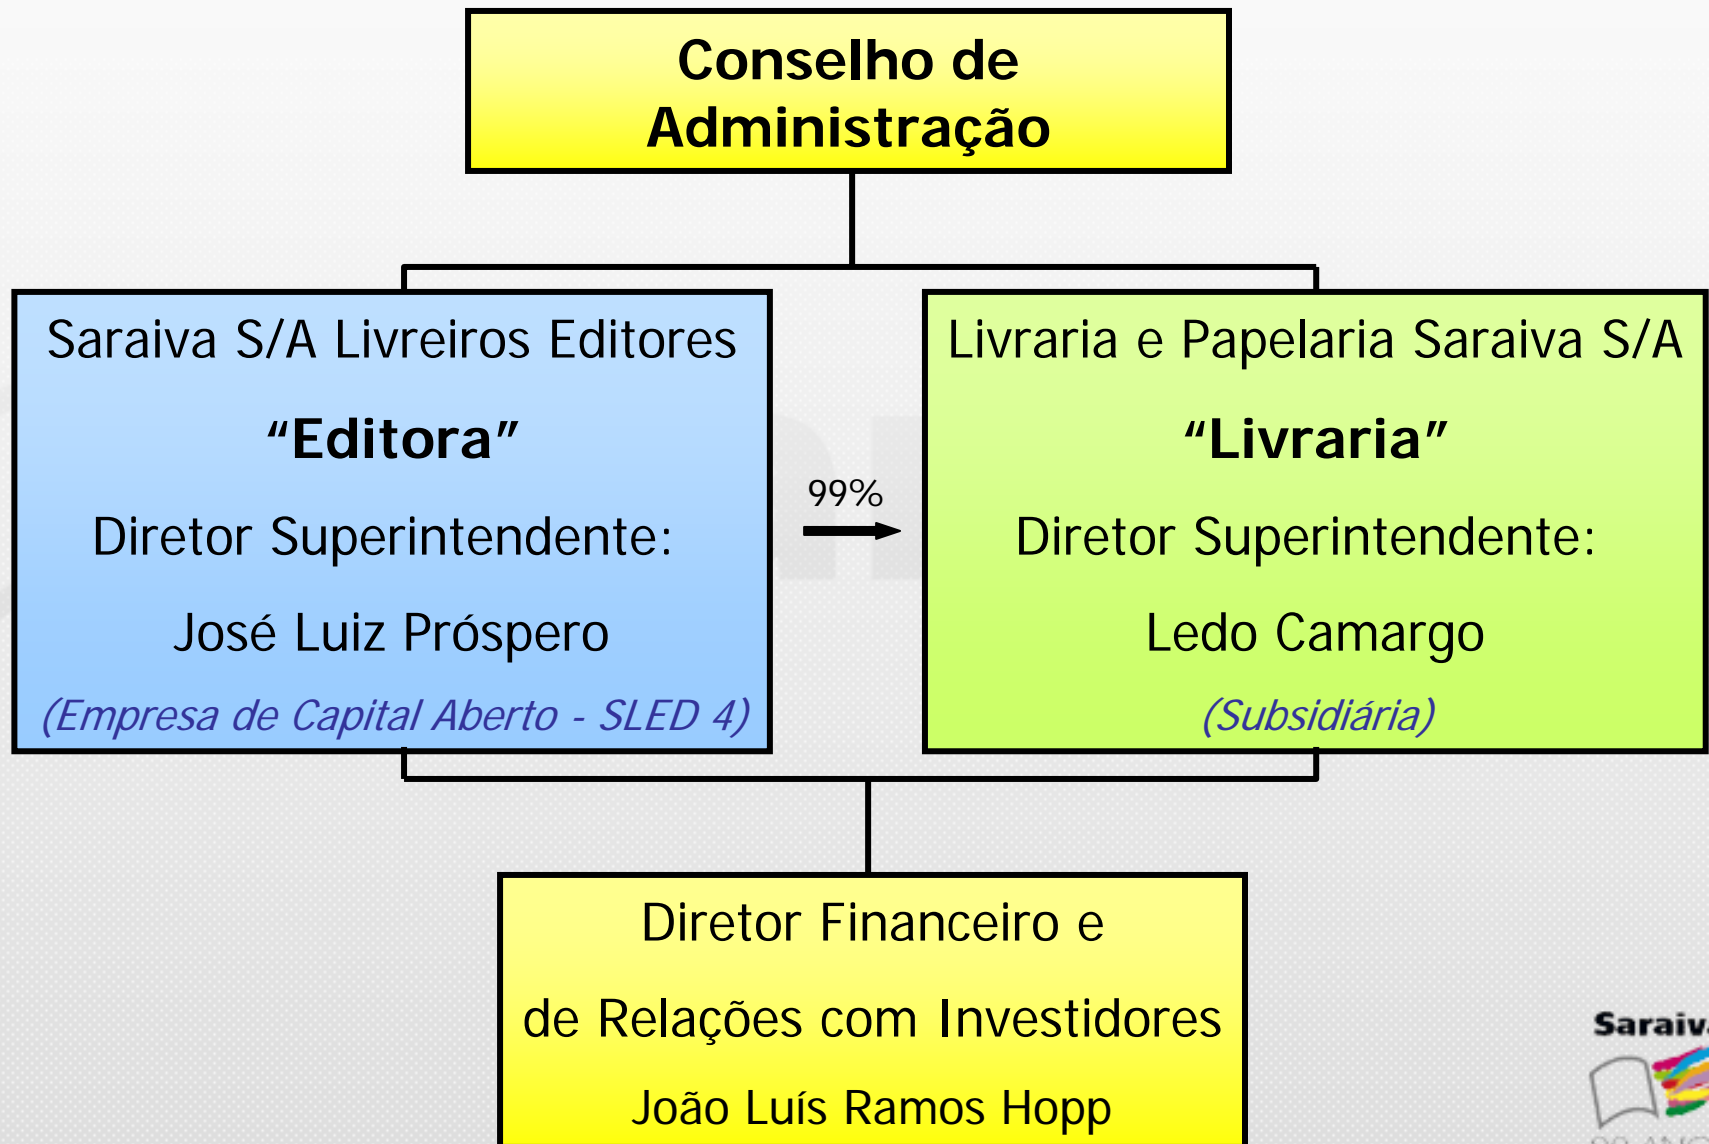 Conselho de
Administração
Saraiva S/A Livreiros Editores
“Editora”
Diretor Superintendente:
José Luiz Próspero
(Empresa de Capital Aberto - SLED 4)
99%
Livraria e Papelaria Saraiva S/A
“Livraria”
Diretor Superintendente:
Ledo Camargo
(Subsidiária)
Diretor Financeiro e
de Relações com Investidores
João Luís Ramos Hopp
Saraiva